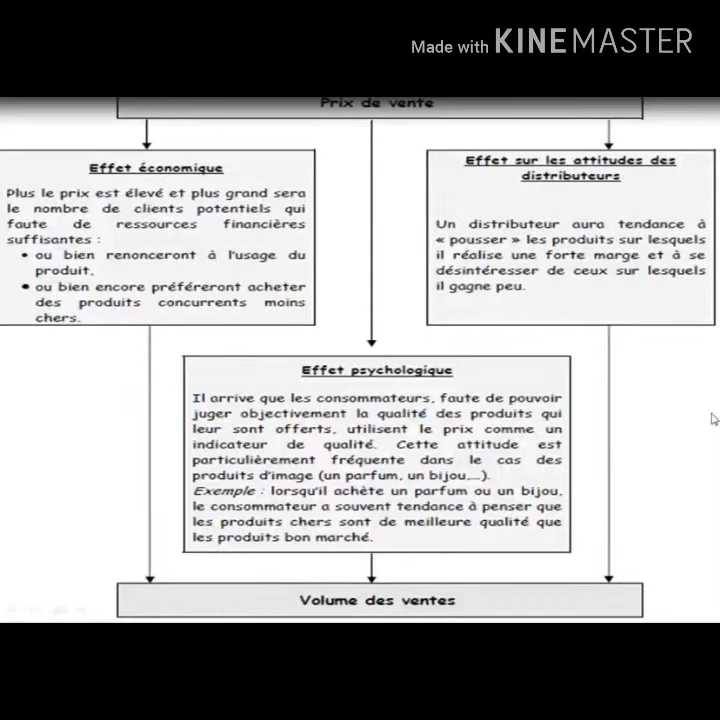 Made with KINEMASTER
Prix de vente
Effet économique
Plus le prix est élevé et plus grand sera
le nombre de clients potentiels qui
faute de ressources financières
suffisantes :
• ou bien renonceront à l'usage du
produit,
• ou bien encore préféreront acheter
des produits concurrents moins
chers.
Effet sur les attitudes des
distributeurs
Un distributeur aura tendance à
« pousser » les produits sur lesquels
il réalise une forte marge et à se
désintéresser de ceux sur lesquels
il gagne peu.
Effet psychologique
Il arrive que les consommateurs, faute de pouvoir
juger objectivement la qualité des produits qui
leur sont offerts, utilisent le prix comme un
indicateur de qualité. Cette attitude est
particulièrement fréquente dans le cas des
produits d'image (un parfum, un bijou,...).
Exemple : lorsqu'il achète un parfum ou un bijou,
le consommateur a souvent tendance à penser que
les produits chers sont de meilleure qualité que
les produits bon marché.
Volume des ventes